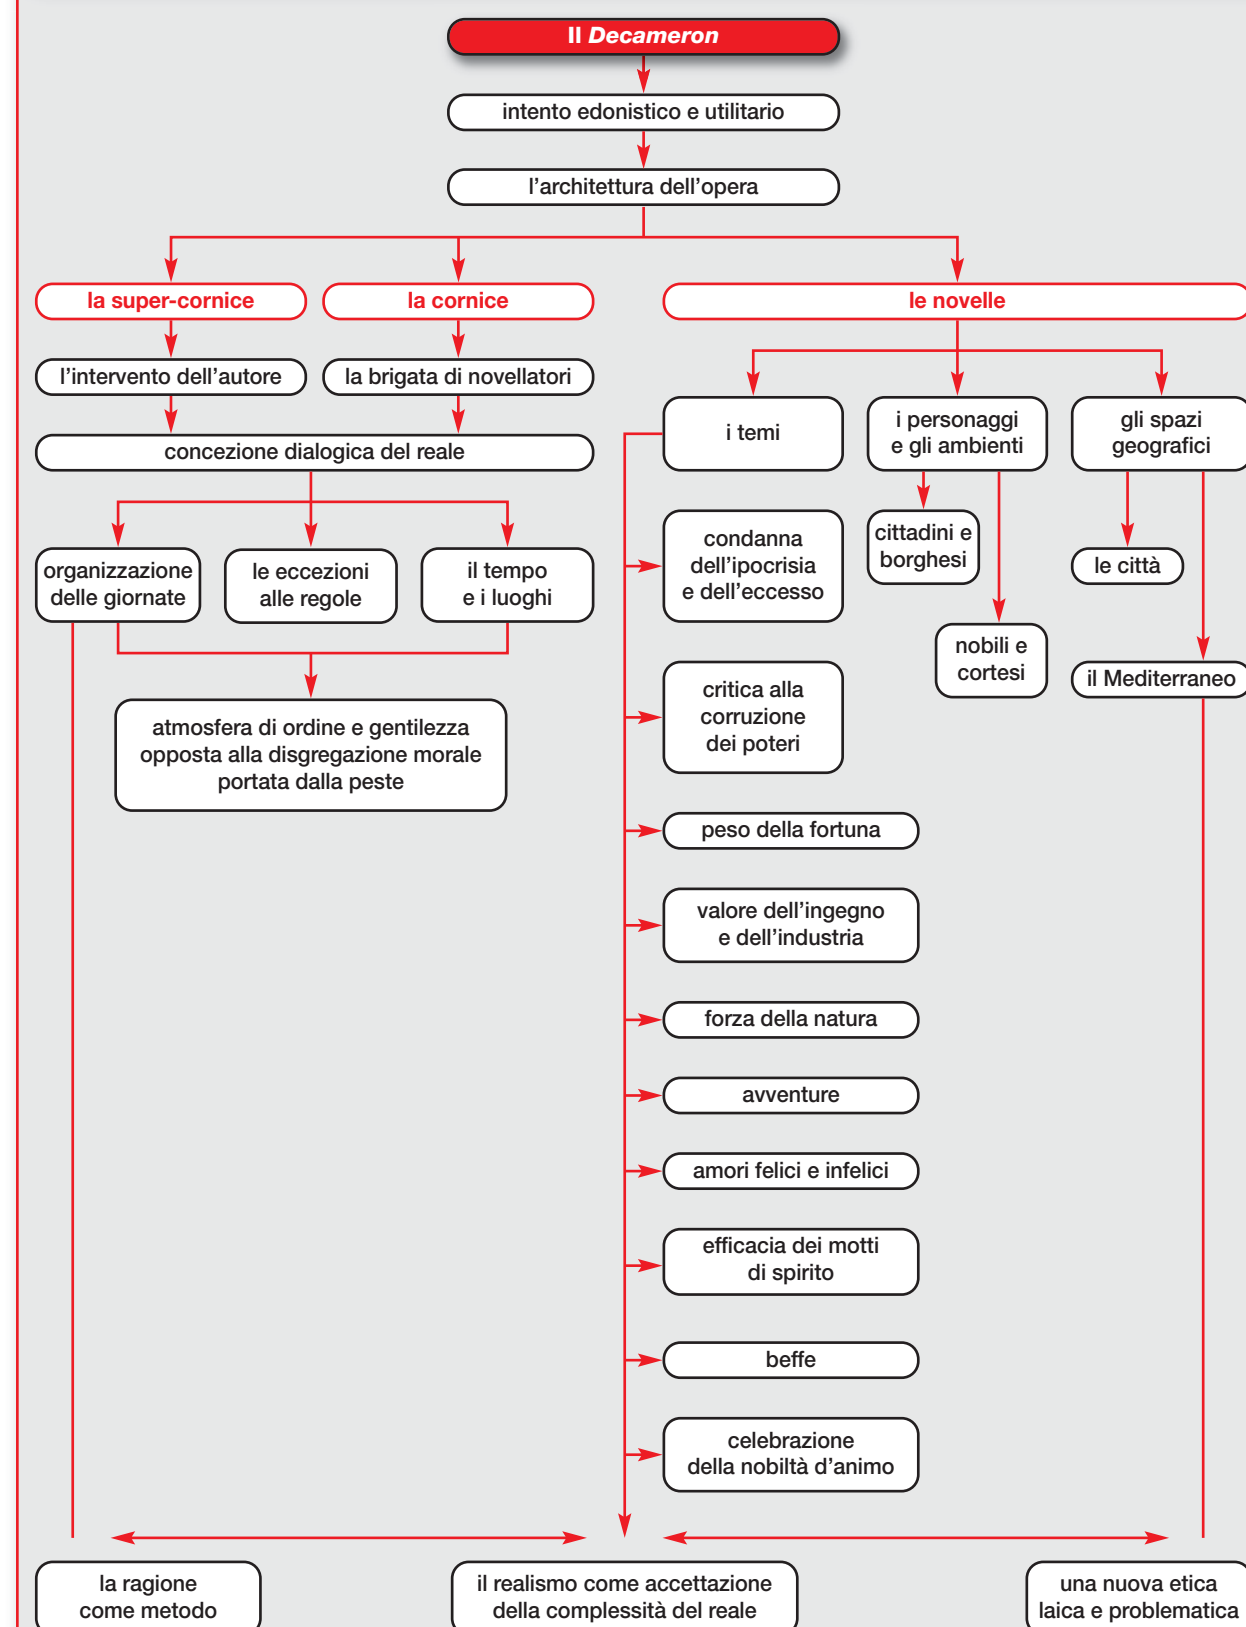 Il Decameron
intento edonistico e utilitario
l'architettura dell'opera
la super-cornice
la cornice
le novelle
l'intervento dell'autore
la brigata di novellatori
concezione dialogica del reale
organizzazione
delle giornate
le eccezioni
alle regole
il tempo
e i luoghi
atmosfera di ordine e gentilezza
opposta alla disgregazione morale
portata dalla peste
i temi
i personaggi
e gli ambienti
gli spazi
geografici
condanna
dell'ipocrisia
e dell'eccesso
cittadini e
borghesi
le città
nobili e
cortesi
il Mediterraneo
critica alla
corruzione
dei poteri
peso della fortuna
valore dell'ingegno
e dell'industria
forza della natura
avventure
amori felici e infelici
efficacia dei motti
di spirito
beffe
celebrazione
della nobiltà d'animo
la ragione
come metodo
il realismo come accettazione
della complessità del reale
una nuova etica
laica e problematica